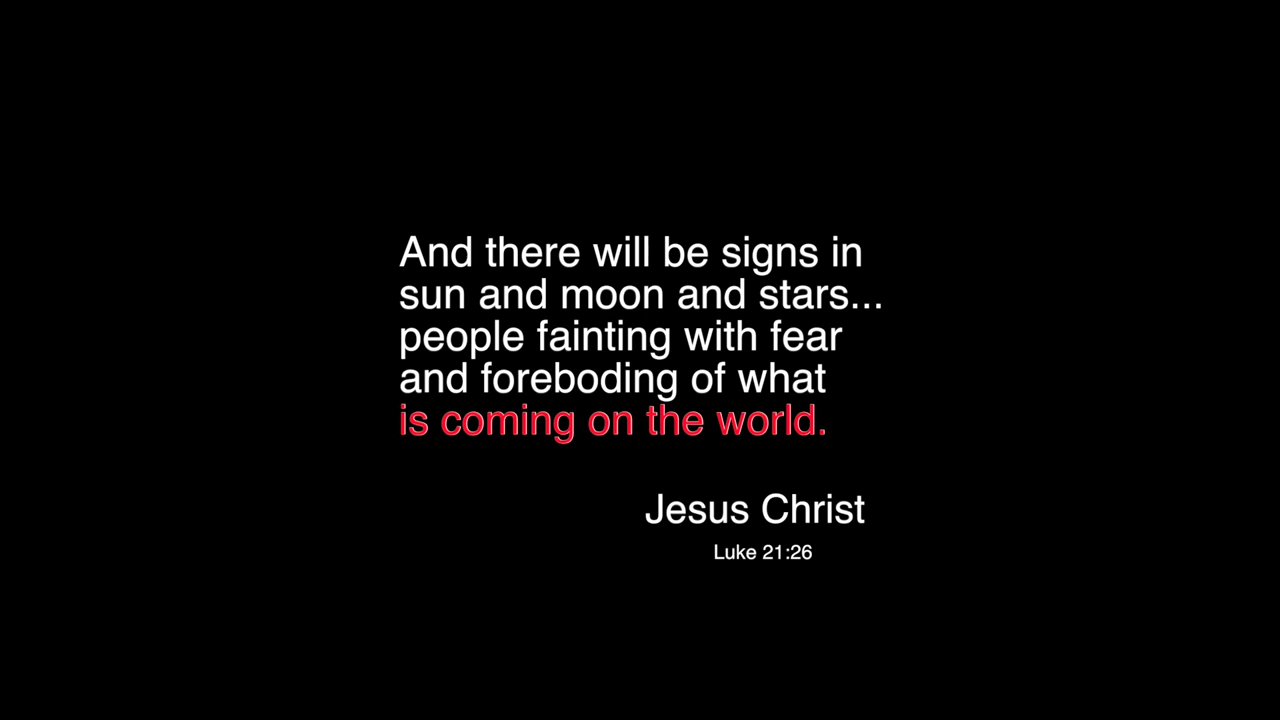 And there will be signs in
sun and moon and stars...
people fainting with fear
and foreboding of what
is coming on the world.
Jesus Christ
Luke 21:26